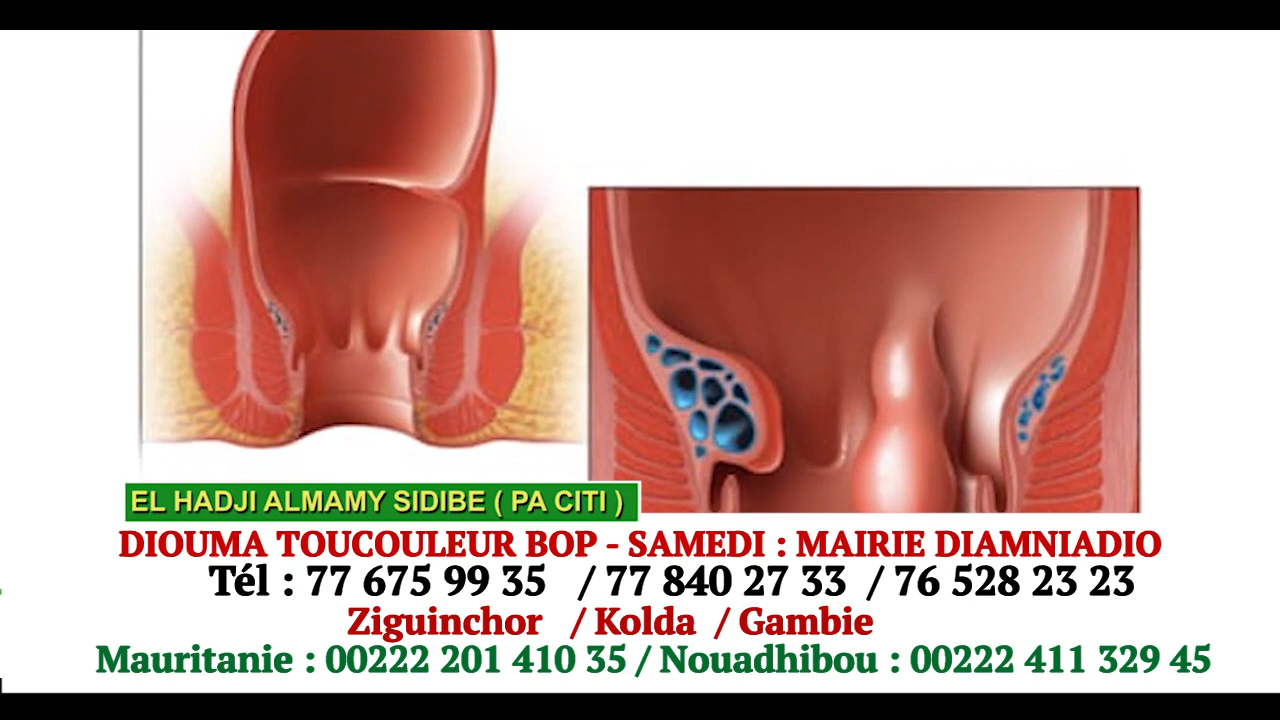 EL HADJI ALMAMY SIDIBE ( PA CITI )
DIOUMA TOUCOULEUR BOP - SAMEDI : MAIRIE DIAMNIADIO
Tél : 77 675 99 35 / 77 840 27 33 / 76 528 23 23
Ziguinchor / Kolda / Gambie
Mauritanie : 00222 201 410 35 / Nouadhibou : 00222 411 329 45